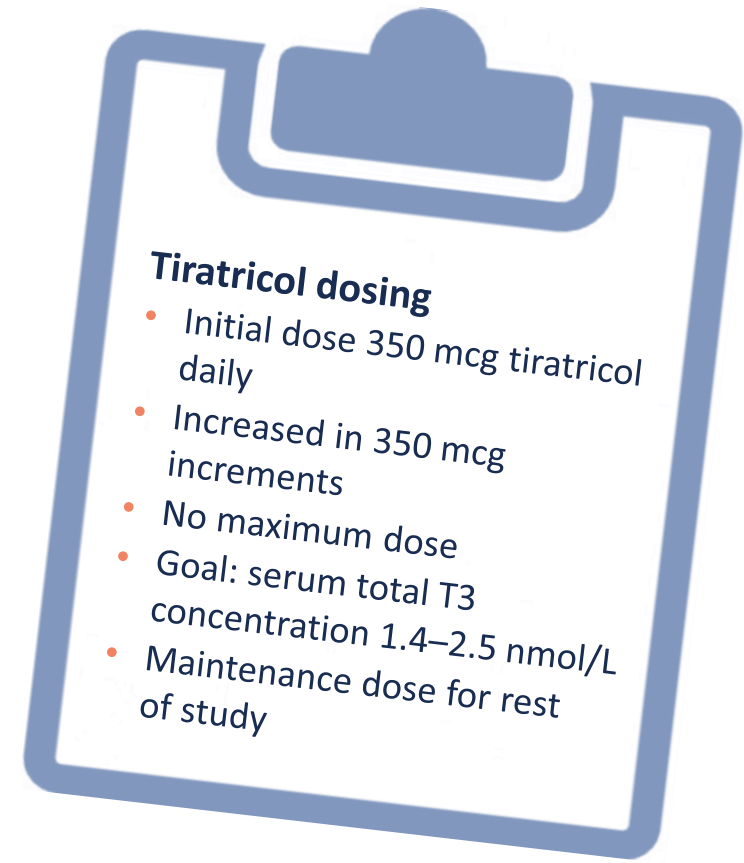 Tiratricol dosing
• Initial dose 350 mcg tiratricol
daily
• Increased in 350 mcg
increments
• No maximum dose
• Goal: serum total T3
concentration 1.4–2.5 nmol/L
• Maintenance dose for rest
of study